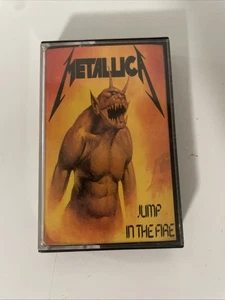 METALLICA
JUMP
IN THE FIRE